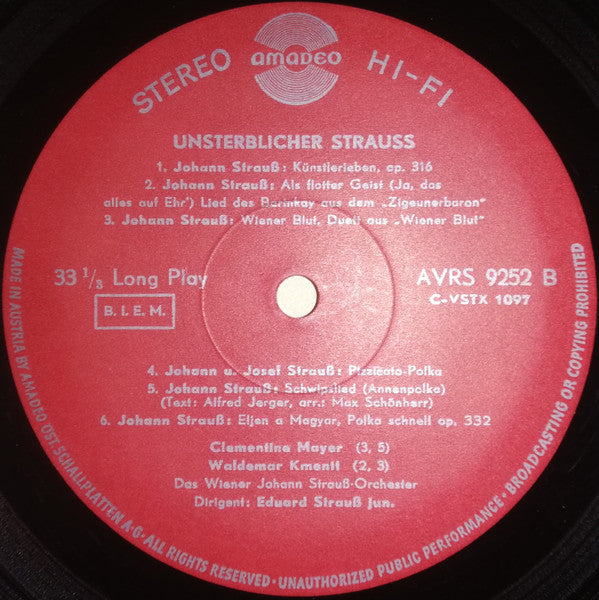 STEREO amadeo HI-FI
UNSTERBLICHER STRAUSS
1. Johann Strauß: Künstlerleben, op. 316
2. Johann Strauß: Als flotter Geist (Ja, das
alles auf Ehr') Lied des Barinkay aus dem „Zigeunerbaron"
3. Johann Strauß: Wiener Blut, Duett aus „Wiener Blut"
33 1/3 Long Play
AVRS 9252 B
B.I.E.M.
C-VSTX 1097
4. Johann u. Josef Strauß: Pizzicato-Polka
5. Johann Strauß: Schwipslied (Annenpolka)
(Text: Alfred Jerger, arr.: Max Schönherr)
6. Johann Strauß: Eljen a Magyar, Polka schnell op. 332
Clementine Mayer (3, 5)
Waldemar Kmentt (2, 3)
Das Wiener Johann Strauß-Orchester
Dirigent: Eduard Strauß jun.
MADE IN AUSTRIA BY AMADEO ÖST. SCHALLPLATTEN A.G. · ALL RIGHTS RESERVED · UNAUTHORIZED PUBLIC PERFORMANCE · BROADCASTING OR COPYING PROHIBITED